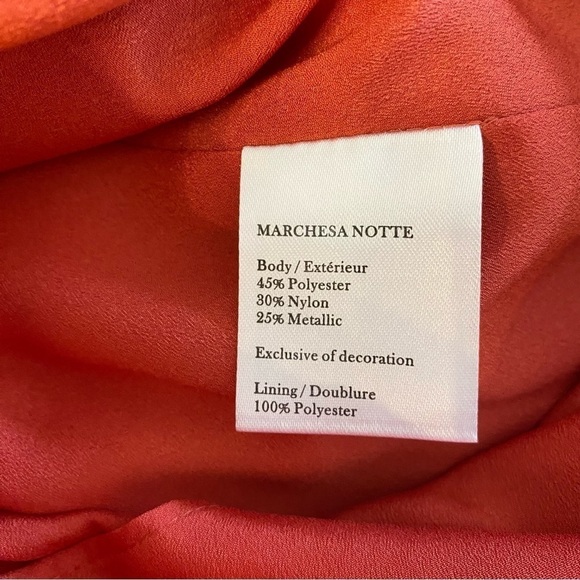 MARCHESA NOTTE
Body / Extérieur
45% Polyester
30% Nylon
25% Metallic
Exclusive of decoration
Lining / Doublure
100% Polyester